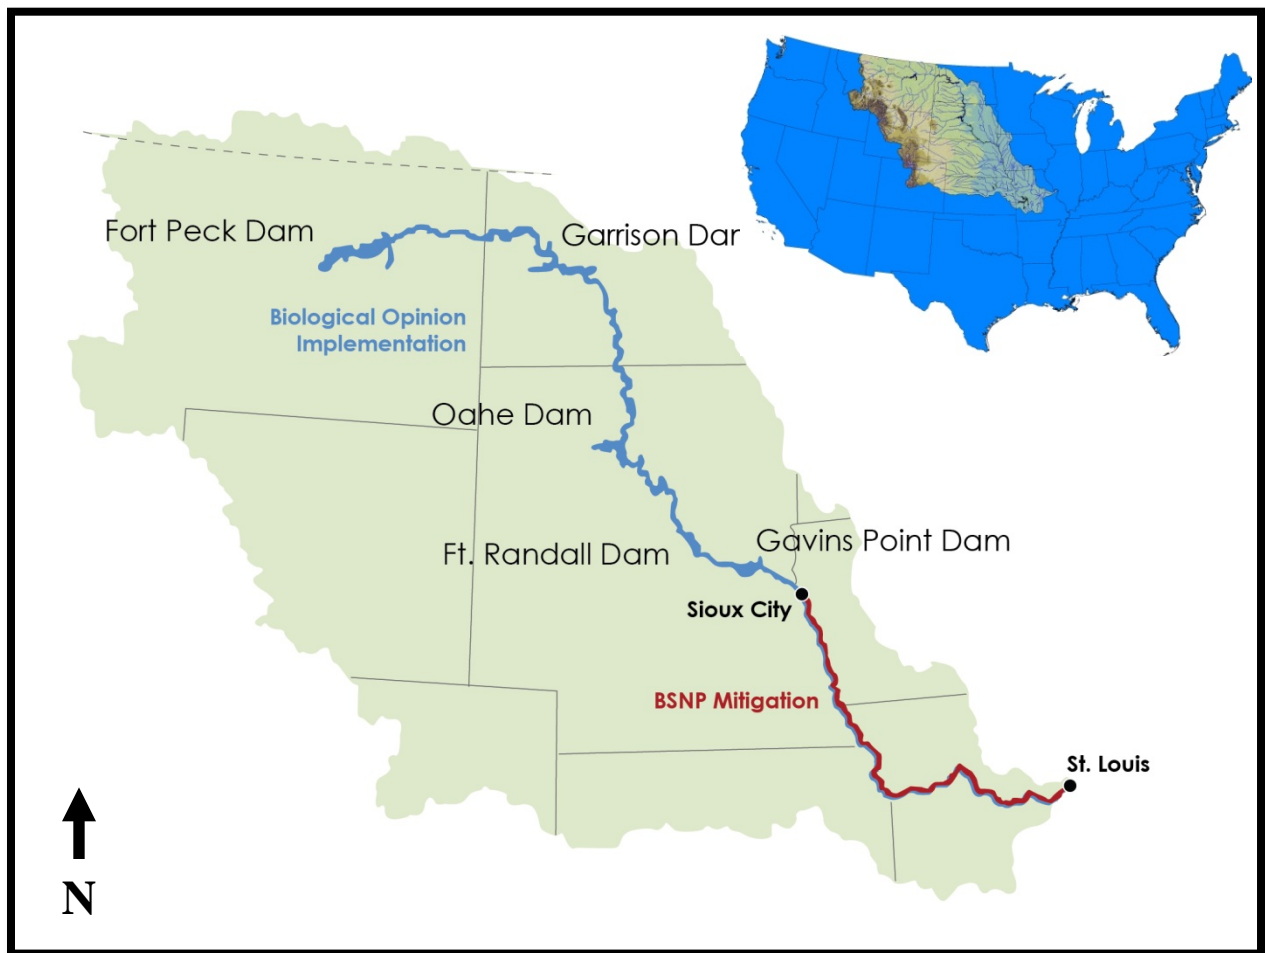 Fort Peck Dam
Garrison Dar
Biological Opinion
Implementation
Oahe Dam
Ft. Randall Dam
Gavins Point Dam
Sioux City
BSNP Mitigation
St. Louis
N